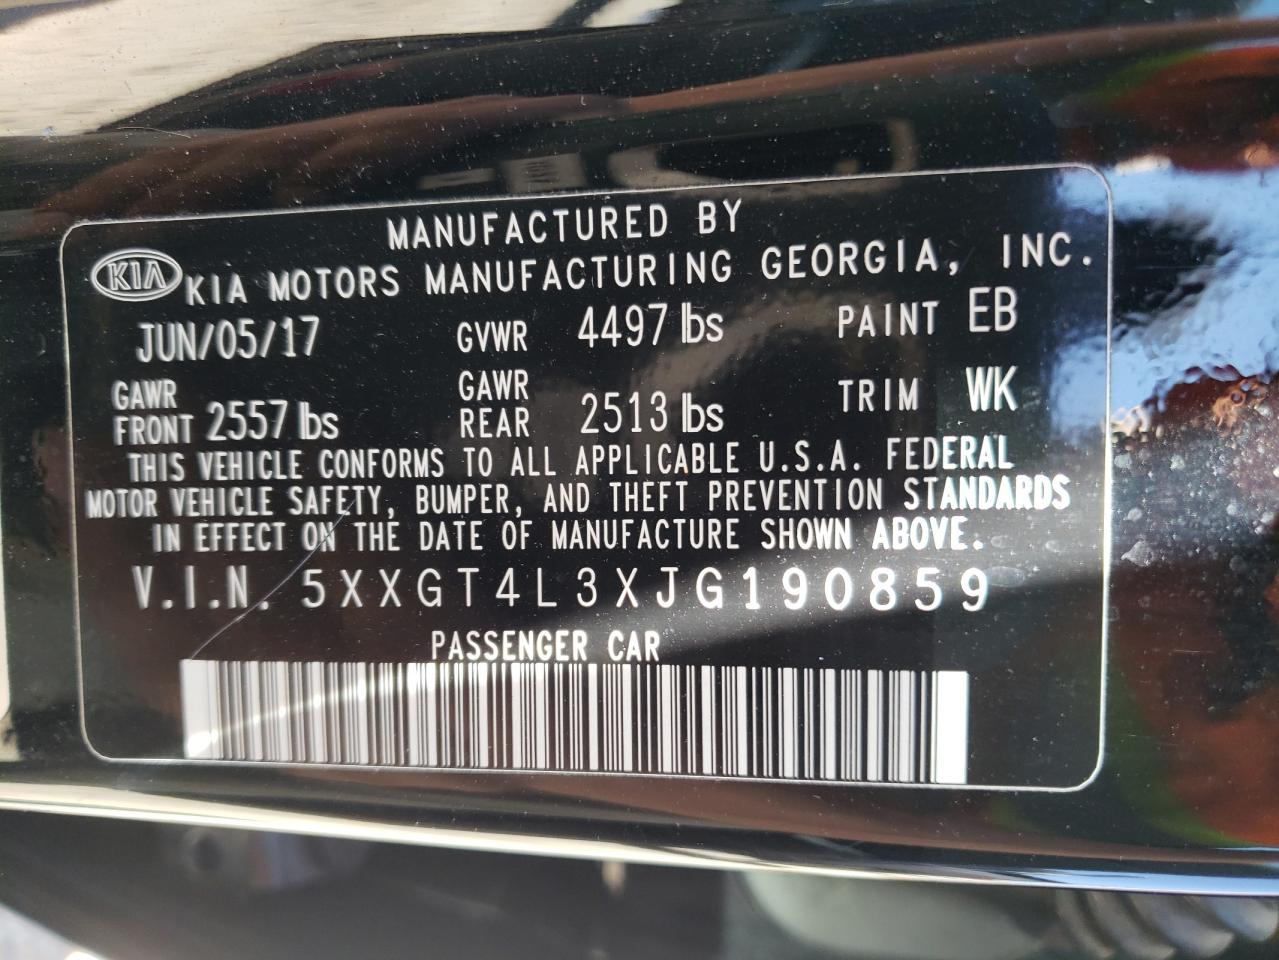 MANUFACTURED BY
KIA KIA MOTORS MANUFACTURING GEORGIA, INC.
JUN/05/17 GVWR 4497 lbs PAINT EB
GAWR FRONT 2557 lbs GAWR REAR 2513 lbs TRIM WK
THIS VEHICLE CONFORMS TO ALL APPLICABLE U.S.A. FEDERAL
MOTOR VEHICLE SAFETY, BUMPER, AND THEFT PREVENTION STANDARDS
IN EFFECT ON THE DATE OF MANUFACTURE SHOWN ABOVE.
V.I.N. 5XXGT4L3XJG190859
PASSENGER CAR